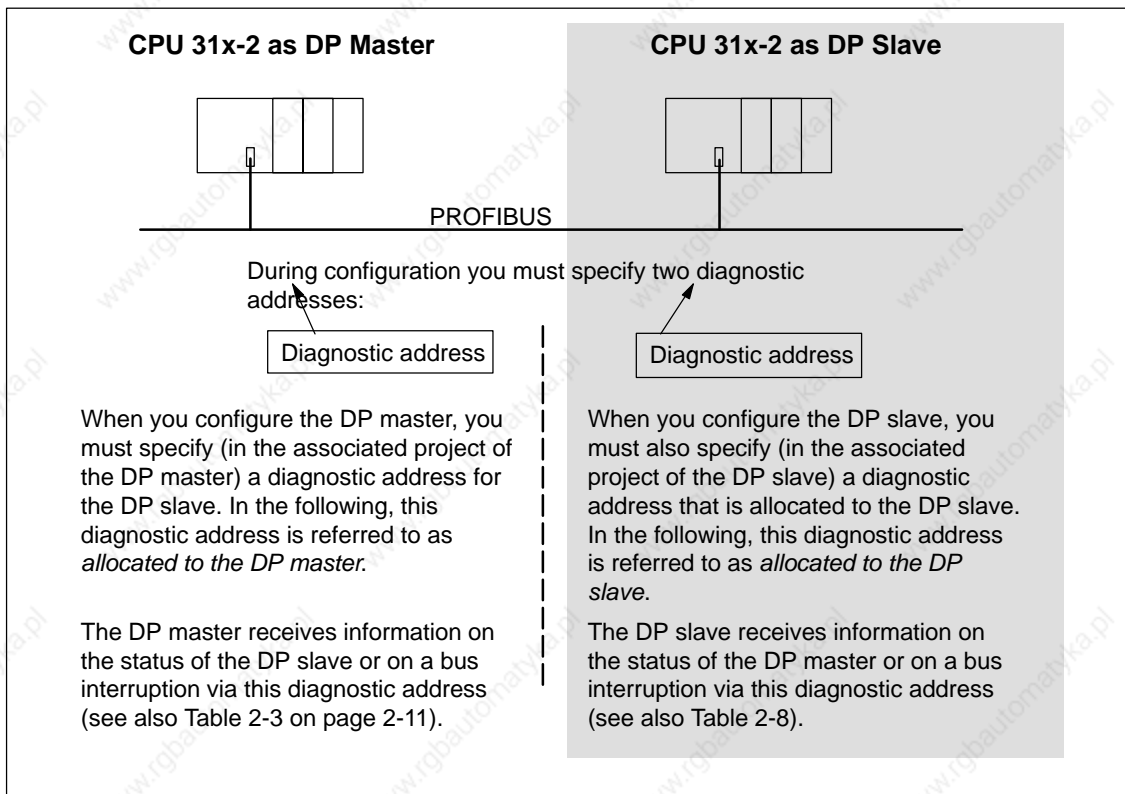 CPU 31x-2 as DP Master
CPU 31x-2 as DP Slave
PROFIBUS
During configuration you must specify two diagnostic
addresses:
Diagnostic address
Diagnostic address
When you configure the DP master, you
must specify (in the associated project of
the DP master) a diagnostic address for
the DP slave. In the following, this
diagnostic address is referred to as
allocated to the DP master.
The DP master receives information on
the status of the DP slave or on a bus
interruption via this diagnostic address
(see also Table 2-3 on page 2-11).
When you configure the DP slave, you
must also specify (in the associated
project of the DP slave) a diagnostic
address that is allocated to the DP slave.
In the following, this diagnostic address
is referred to as allocated to the DP
slave.
The DP slave receives information on
the status of the DP master or on a bus
interruption via this diagnostic address
(see also Table 2-8).
www.rgbautomatyka.pl